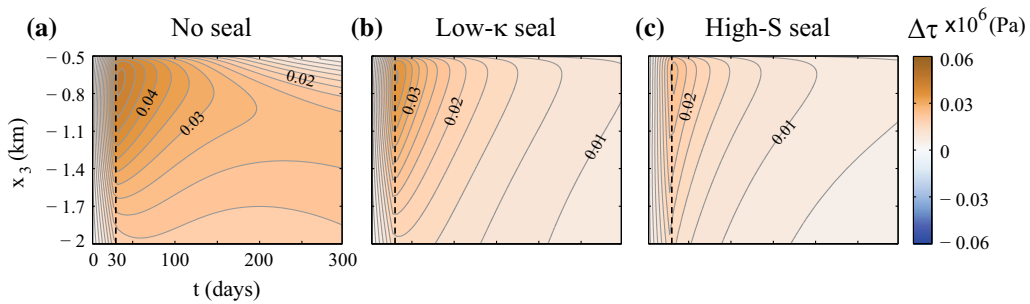 (a) No seal
(b) Low-κ seal
(c) High-S seal
Δτ ×10⁶ (Pa)
− 0.5
− 0.8
− 1.1
− 1.4
− 1.7
− 2
x₃ (km)
0.04
0.03
0.02
0.03
0.02
0.01
0.02
0.01
0.06
0.03
0
− 0.03
− 0.06
0 30 100 200 300
t (days)